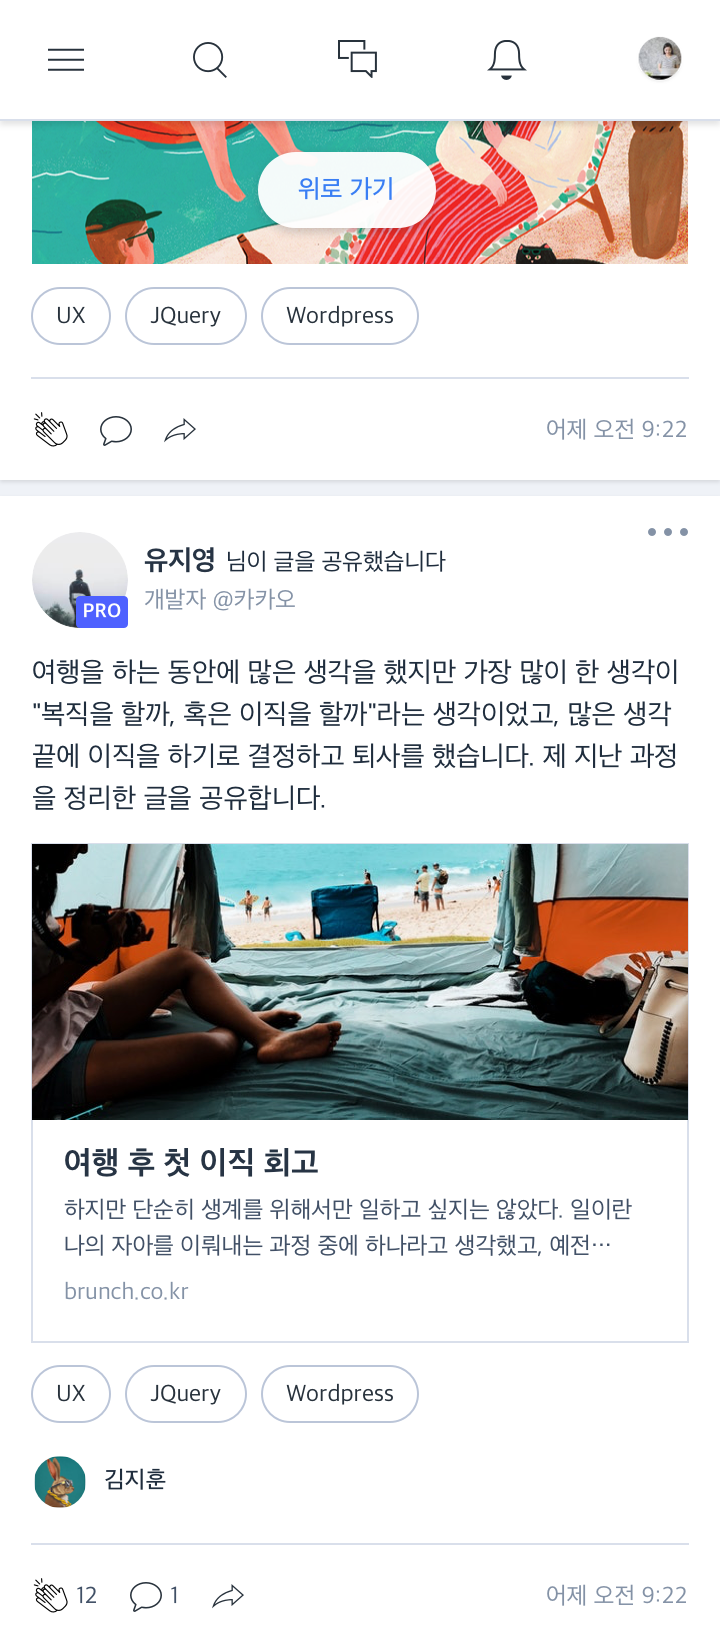 위로 가기
UX JQuery Wordpress
어제 오전 9:22
유지영 님이 글을 공유했습니다
PRO
개발자 @카카오
여행을 하는 동안에 많은 생각을 했지만 가장 많이 한 생각이
"복직을 할까, 혹은 이직을 할까"라는 생각이었고, 많은 생각
끝에 이직을 하기로 결정하고 퇴사를 했습니다. 제 지난 과정
을 정리한 글을 공유합니다.
여행 후 첫 이직 회고
하지만 단순히 생계를 위해서만 일하고 싶지는 않았다. 일이란
나의 자아를 이뤄내는 과정 중에 하나라고 생각했고, 예전…
brunch.co.kr
UX JQuery Wordpress
김지훈
12 1 어제 오전 9:22